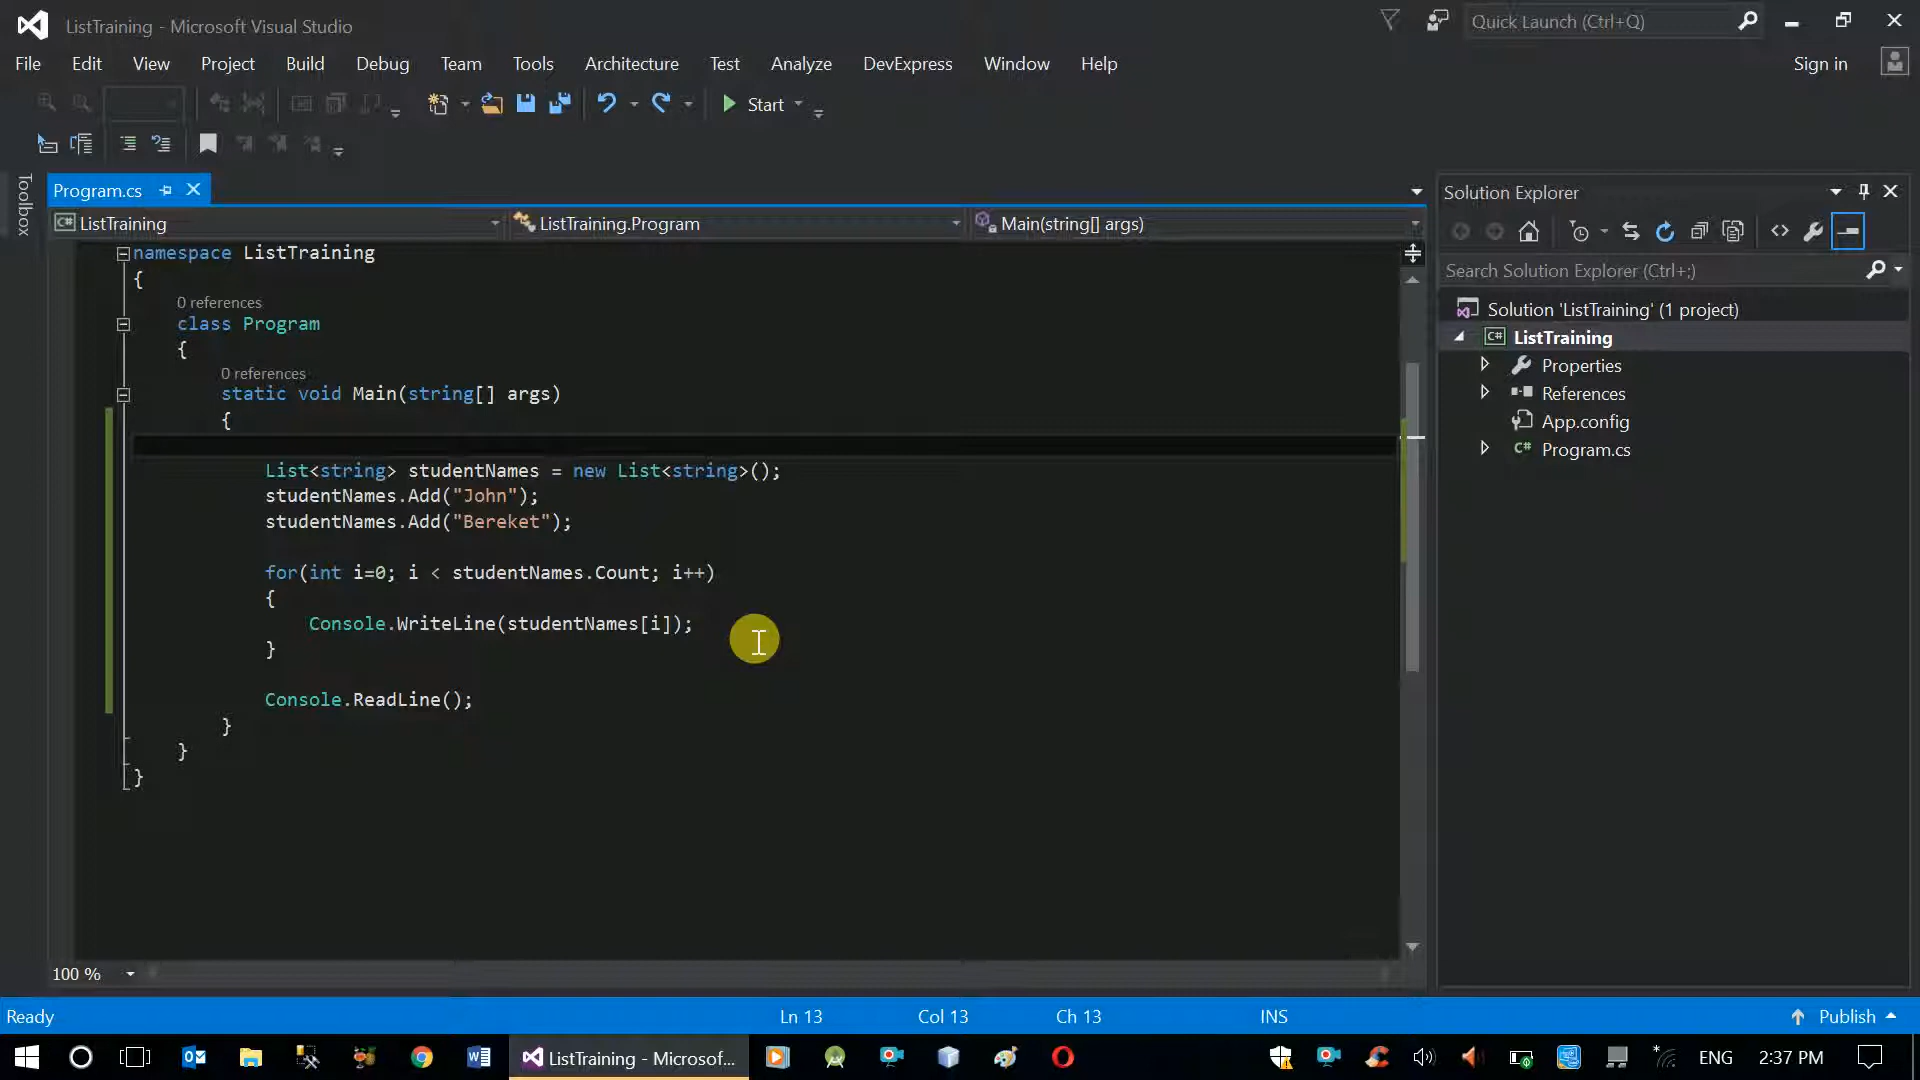 ListTraining - Microsoft Visual Studio
Quick Launch (Ctrl+Q)
File Edit View Project Build Debug Team Tools Architecture Test Analyze DevExpress Window Help
Sign in
Start
Toolbox
Program.cs
ListTraining
ListTraining.Program
Main(string[] args)
namespace ListTraining
{
0 references
class Program
{
0 references
static void Main(string[] args)
{
List<string> studentNames = new List<string>();
studentNames.Add("John");
studentNames.Add("Bereket");
for(int i=0; i < studentNames.Count; i++)
{
Console.WriteLine(studentNames[i]);
}
Console.ReadLine();
}
}
}
100 %
Solution Explorer
Search Solution Explorer (Ctrl+;)
Solution 'ListTraining' (1 project)
C# ListTraining
Properties
References
App.config
C# Program.cs
Ready
Ln 13
Col 13
Ch 13
INS
Publish
ListTraining - Microsof...
ENG
2:37 PM